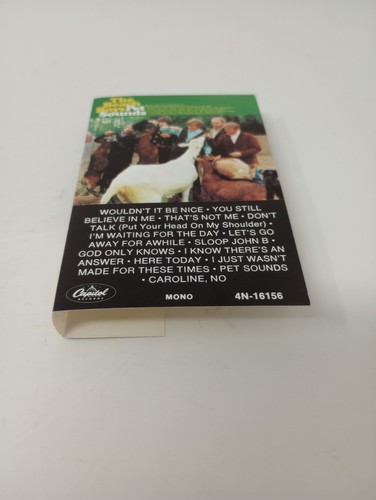 The
Beach
Boys Pet
Sounds
WOULDN'T IT BE NICE • YOU STILL
BELIEVE IN ME • THAT'S NOT ME • DON'T
TALK (Put Your Head On My Shoulder) •
I'M WAITING FOR THE DAY • LET'S GO
AWAY FOR AWHILE • SLOOP JOHN B •
GOD ONLY KNOWS • I KNOW THERE'S AN
ANSWER • HERE TODAY • I JUST WASN'T
MADE FOR THESE TIMES • PET SOUNDS
• CAROLINE, NO
Capitol
RECORDS
MONO 4N-16156